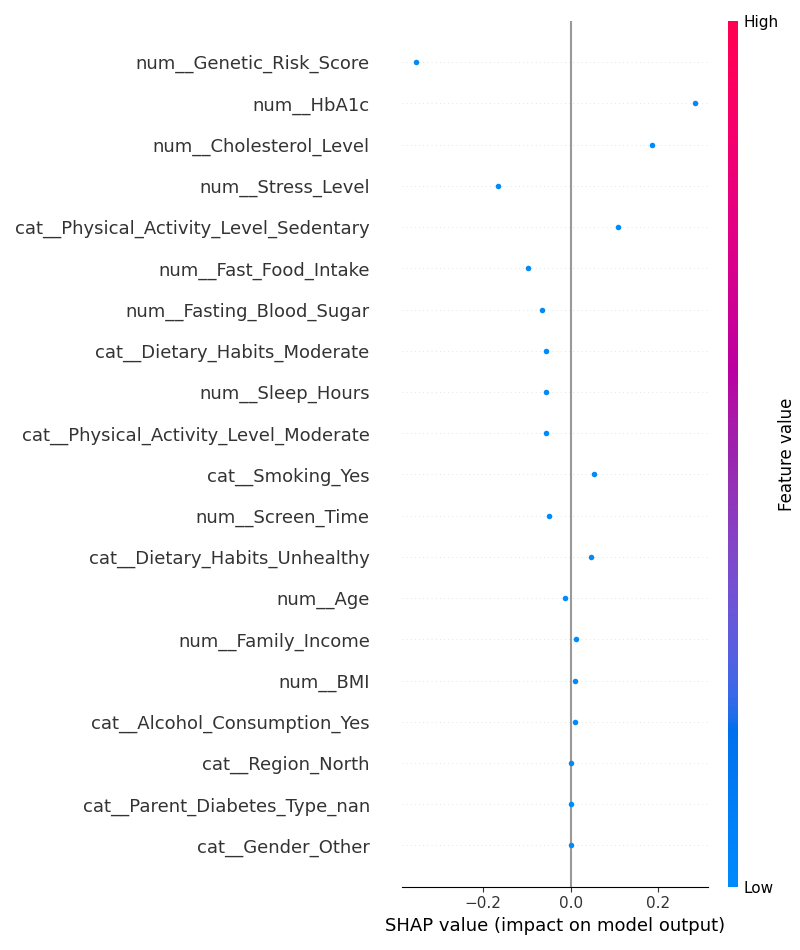 High
num__Genetic_Risk_Score
num__HbA1c
num__Cholesterol_Level
num__Stress_Level
cat__Physical_Activity_Level_Sedentary
num__Fast_Food_Intake
num__Fasting_Blood_Sugar
cat__Dietary_Habits_Moderate
num__Sleep_Hours
cat__Physical_Activity_Level_Moderate
cat__Smoking_Yes
num__Screen_Time
cat__Dietary_Habits_Unhealthy
num__Age
num__Family_Income
num__BMI
cat__Alcohol_Consumption_Yes
cat__Region_North
cat__Parent_Diabetes_Type_nan
cat__Gender_Other
Feature value
Low
−0.2 0.0 0.2
SHAP value (impact on model output)